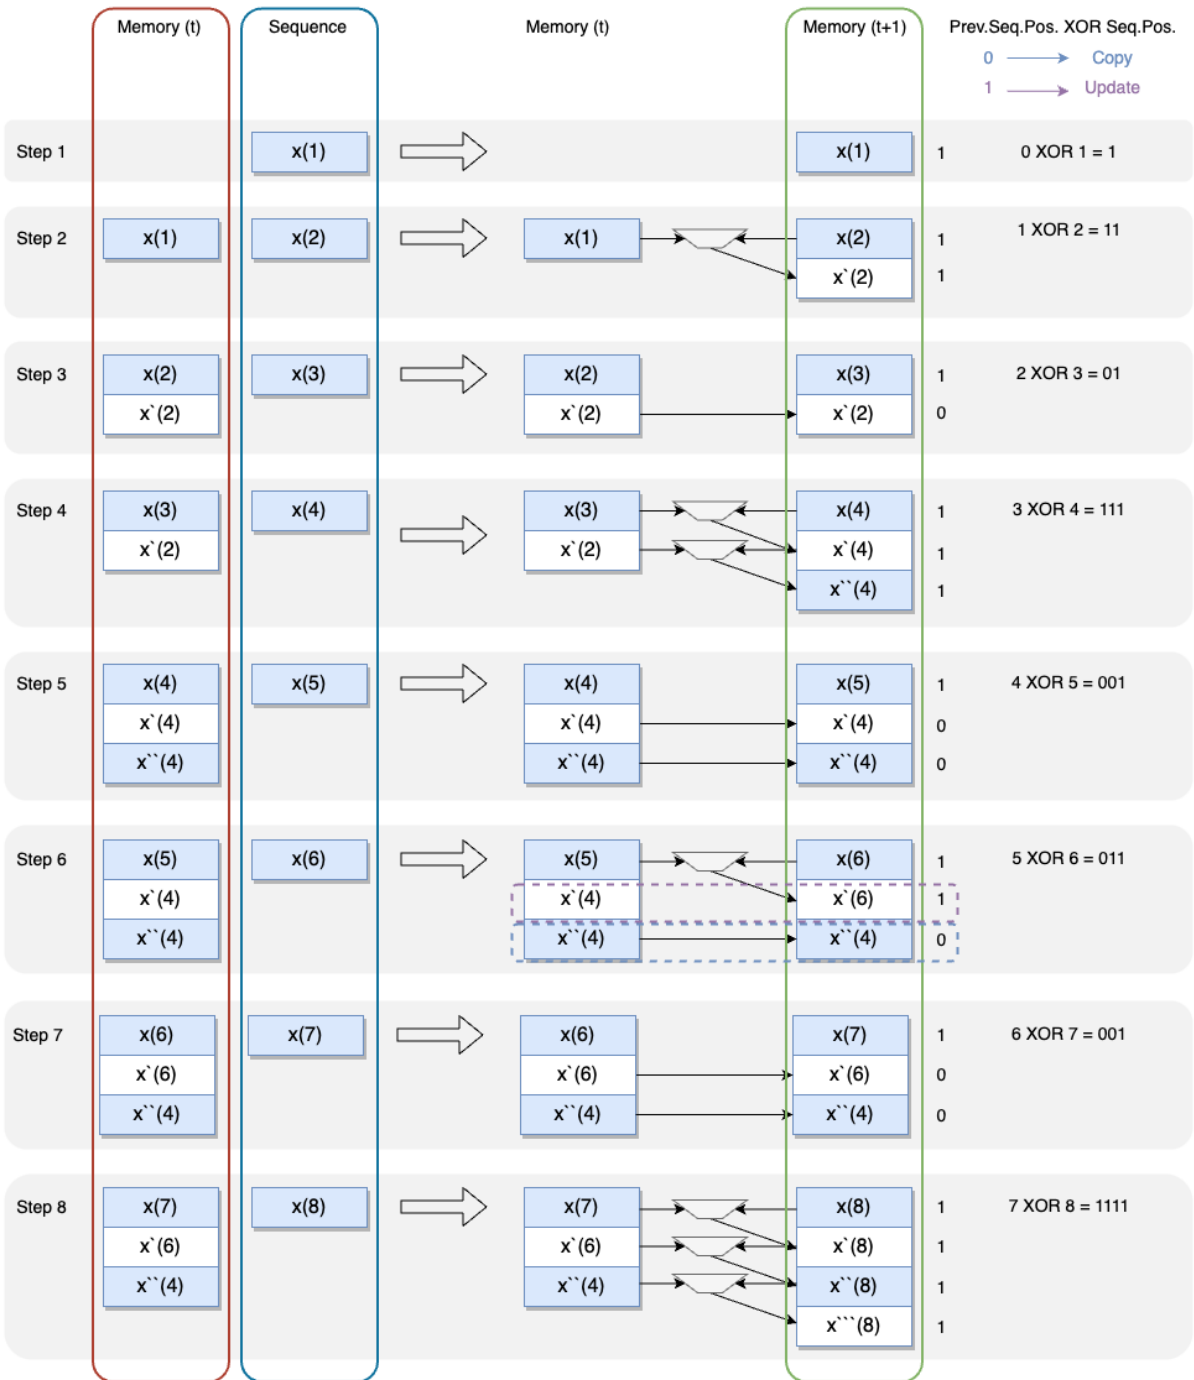 Memory (t) Sequence Memory (t) Memory (t+1) Prev.Seq.Pos. XOR Seq.Pos.
0 Copy
1 Update
Step 1 x(1) x(1) 1 0 XOR 1 = 1
Step 2 x(1) x(2) x(1) x(2) 1 1 XOR 2 = 11
x`(2) 1
Step 3 x(2) x(3) x(2) x(3) 1 2 XOR 3 = 01
x`(2) x`(2) x`(2) 0
Step 4 x(3) x(4) x(3) x(4) 1 3 XOR 4 = 111
x`(2) x`(2) x`(4) 1
x``(4) 1
Step 5 x(4) x(5) x(4) x(5) 1 4 XOR 5 = 001
x`(4) x`(4) x`(4) 0
x``(4) x``(4) x``(4) 0
Step 6 x(5) x(6) x(5) x(6) 1 5 XOR 6 = 011
x`(4) x`(4) x`(6) 1
x``(4) x``(4) x``(4) 0
Step 7 x(6) x(7) x(6) x(7) 1 6 XOR 7 = 001
x`(6) x`(6) x`(6) 0
x``(4) x``(4) x``(4) 0
Step 8 x(7) x(8) x(7) x(8) 1 7 XOR 8 = 1111
x`(6) x`(6) x`(8) 1
x``(4) x``(4) x``(8) 1
x```(8) 1